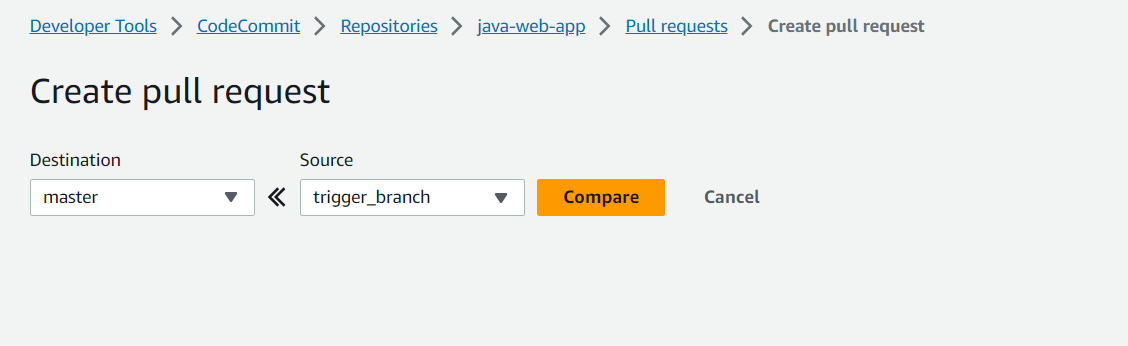 Developer Tools > CodeCommit > Repositories > java-web-app > Pull requests > Create pull request
Create pull request
Destination Source
master « trigger_branch Compare Cancel